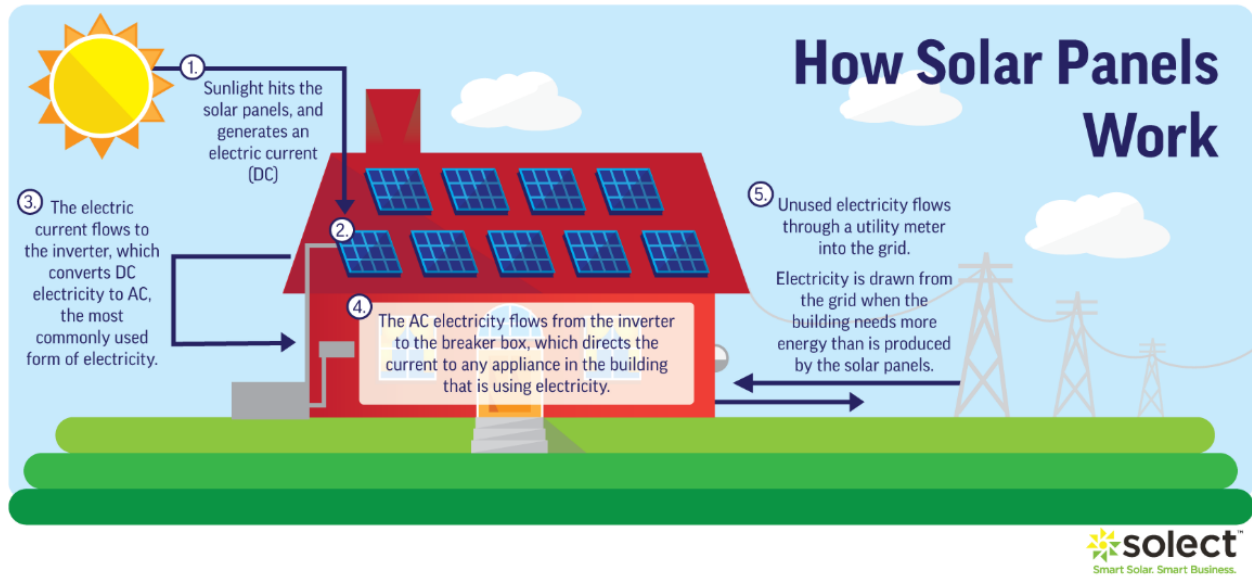 How Solar Panels
Work
1.
Sunlight hits the
solar panels, and
generates an
electric current
(DC)
2.
3.
The electric
current flows to
the inverter, which
converts DC
electricity to AC,
the most
commonly used
form of electricity.
4.
The AC electricity flows from the inverter
to the breaker box, which directs the
current to any appliance in the building
that is using electricity.
5.
Unused electricity flows
through a utility meter
into the grid.
Electricity is drawn from
the grid when the
building needs more
energy than is produced
by the solar panels.
solect™
Smart Solar. Smart Business.